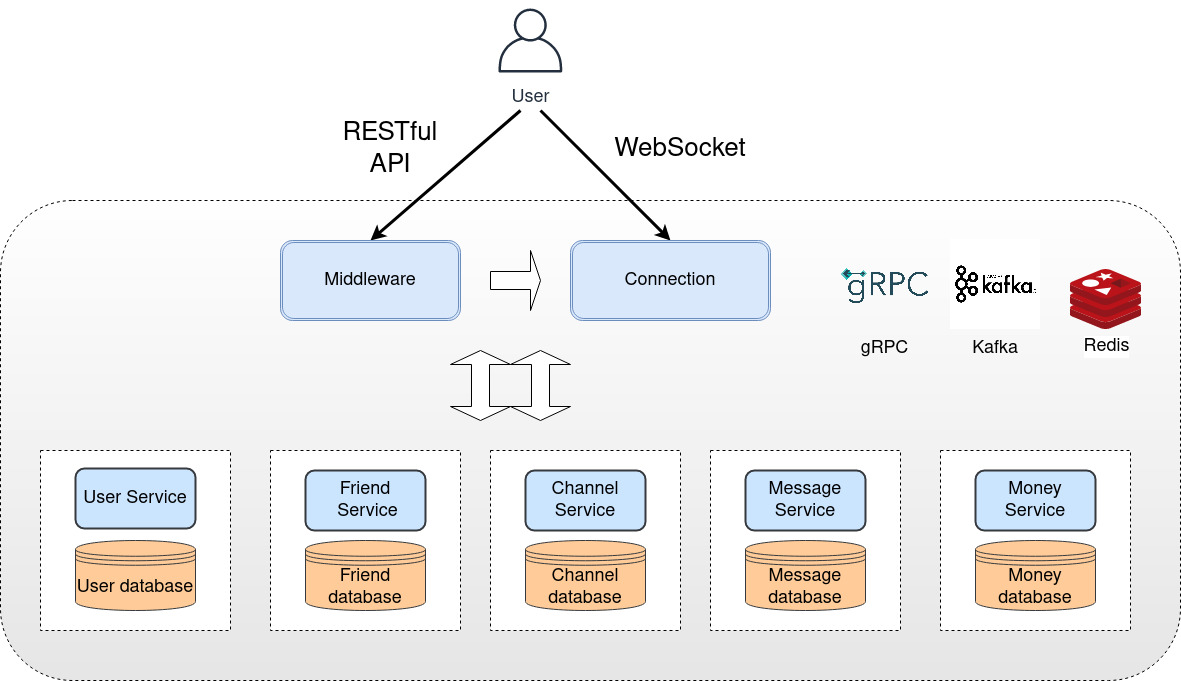 User
RESTful
API
WebSocket
Middleware
Connection
gRPC
kafka
gRPC
Kafka
Redis
User Service
Friend
Service
Channel
Service
Message
Service
Money
Service
User database
Friend
database
Channel
database
Message
database
Money
database